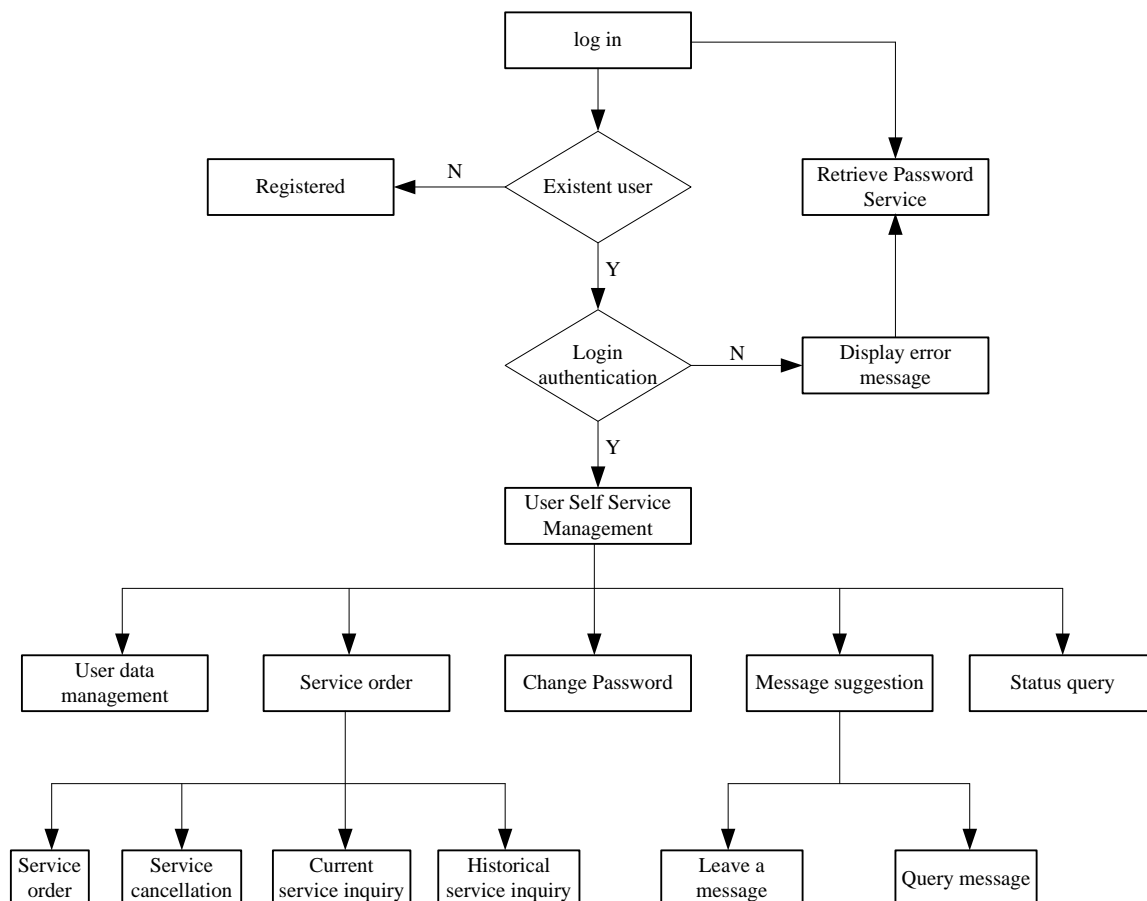 log in
N
Registered
Existent user
Retrieve Password
Service
Y
Login
authentication
N
Display error
message
Y
User Self Service
Management
User data
management
Service order
Change Password
Message suggestion
Status query
Service
order
Service
cancellation
Current
service inquiry
Historical
service inquiry
Leave a
message
Query message